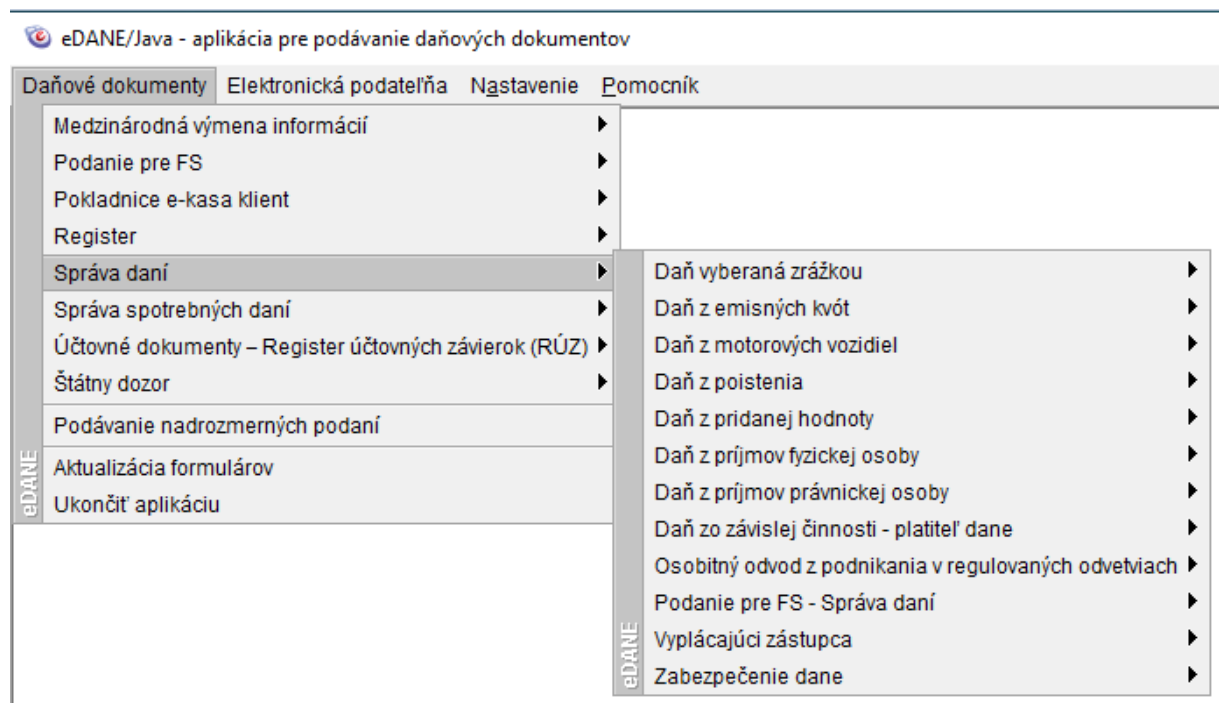 eDANE/Java - aplikácia pre podávanie daňových dokumentov
Daňové dokumenty Elektronická podateľňa Nastavenie Pomocník
Medzinárodná výmena informácií
Podanie pre FS
Pokladnice e-kasa klient
Register
Správa daní
Správa spotrebných daní
Účtovné dokumenty – Register účtovných závierok (RÚZ)
Štátny dozor
Podávanie nadrozmerných podaní
Aktualizácia formulárov
Ukončiť aplikáciu
eDANE
Daň vyberaná zrážkou
Daň z emisných kvót
Daň z motorových vozidiel
Daň z poistenia
Daň z pridanej hodnoty
Daň z príjmov fyzickej osoby
Daň z príjmov právnickej osoby
Daň zo závislej činnosti - platiteľ dane
Osobitný odvod z podnikania v regulovaných odvetviach
Podanie pre FS - Správa daní
Vyplácajúci zástupca
Zabezpečenie dane
eDANE